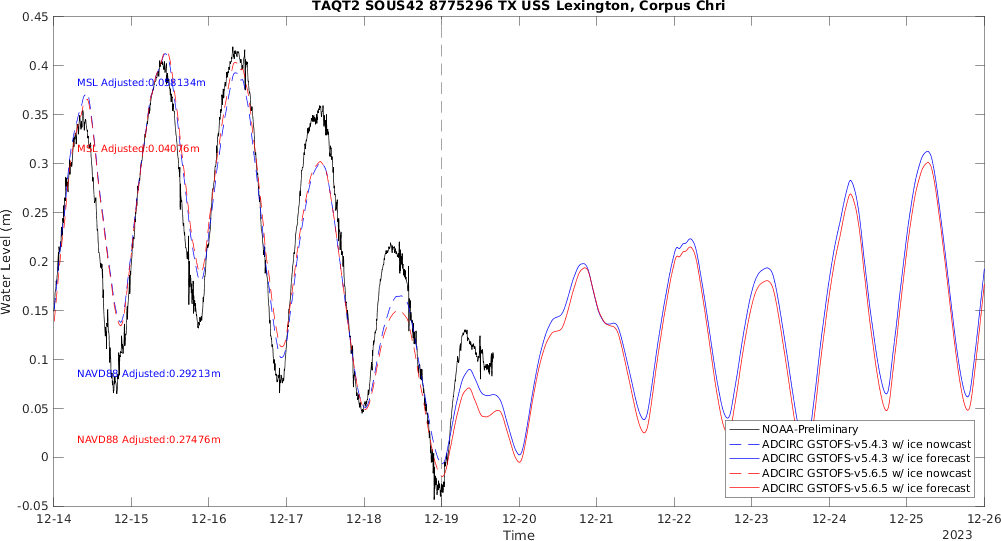 TAQT2 SOUS42 8775296 TX USS Lexington, Corpus Chri
Water Level (m)
0.45
0.4
0.35
0.3
0.25
0.2
0.15
0.1
0.05
0
-0.05
MSL Adjusted:0.058134m
MSL Adjusted:0.04076m
NAVD88 Adjusted:0.29213m
NAVD88 Adjusted:0.27476m
NOAA-Preliminary
ADCIRC GSTOFS-v5.4.3 w/ ice nowcast
ADCIRC GSTOFS-v5.4.3 w/ ice forecast
ADCIRC GSTOFS-v5.6.5 w/ ice nowcast
ADCIRC GSTOFS-v5.6.5 w/ ice forecast
12-14 12-15 12-16 12-17 12-18 12-19 12-20 12-21 12-22 12-23 12-24 12-25 12-26
Time
2023